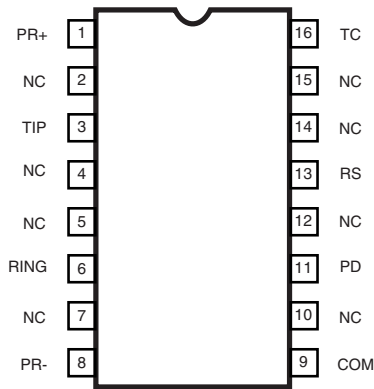 PR+ 1 16 TC
NC 2 15 NC
TIP 3 14 NC
NC 4 13 RS
NC 5 12 NC
RING 6 11 PD
NC 7 10 NC
PR- 8 9 COM